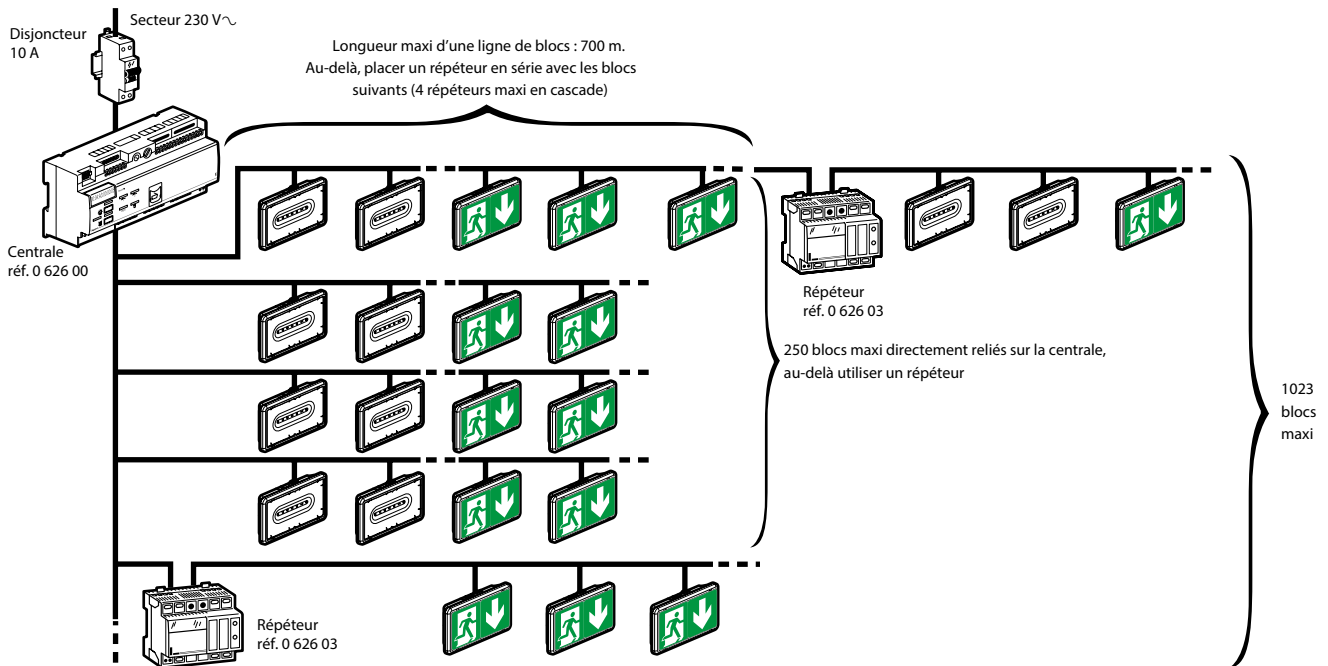 Secteur 230 V~
Disjoncteur
10 A
Longueur maxi d’une ligne de blocs : 700 m.
Au-delà, placer un répéteur en série avec les blocs
suivants (4 répéteurs maxi en cascade)
Centrale
réf. 0 626 00
Répéteur
réf. 0 626 03
250 blocs maxi directement reliés sur la centrale,
au-delà utiliser un répéteur
1023
blocs
maxi
Répéteur
réf. 0 626 03